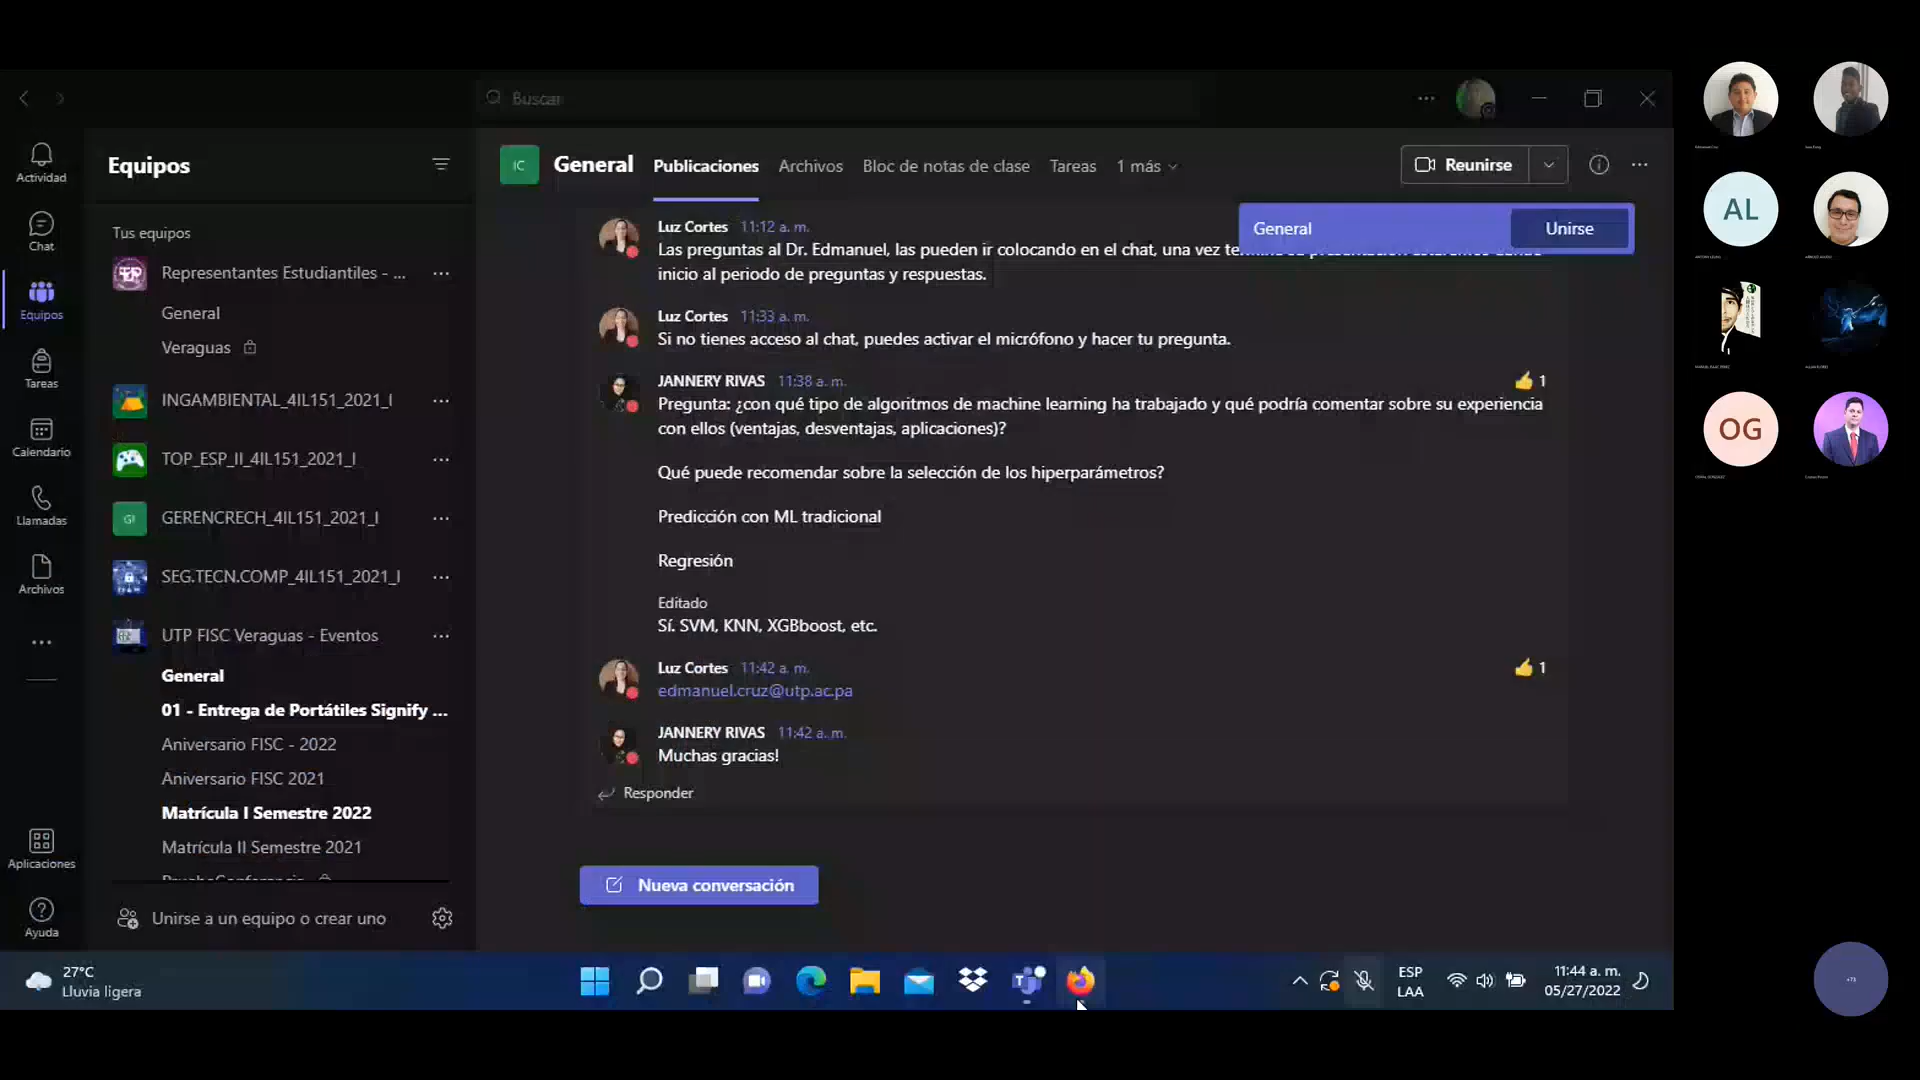 Buscar
Actividad
Chat
Equipos
Tareas
Calendario
Llamadas
Archivos
Aplicaciones
Ayuda
Equipos
Tus equipos
Representantes Estudiantiles - ...
General
Veraguas
INGAMBIENTAL_4IL151_2021_I
TOP_ESP_II_4IL151_2021_I
GI
GERENCRECH_4IL151_2021_I
SEG.TECN.COMP_4IL151_2021_I
UTP FISC Veraguas - Eventos
General
01 - Entrega de Portátiles Signify ...
Aniversario FISC - 2022
Aniversario FISC 2021
Matrícula I Semestre 2022
Matrícula II Semestre 2021
Unirse a un equipo o crear uno
IC
General Publicaciones Archivos Bloc de notas de clase Tareas 1 más
Reunirse
General Unirse
Luz Cortes 11:12 a. m.
Las preguntas al Dr. Edmanuel, las pueden ir colocando en el chat, una vez
inicio al periodo de preguntas y respuestas.
Luz Cortes 11:33 a. m.
Si no tienes acceso al chat, puedes activar el micrófono y hacer tu pregunta.
JANNERY RIVAS 11:38 a. m. 1
Pregunta: ¿con qué tipo de algoritmos de machine learning ha trabajado y qué podría comentar sobre su experiencia
con ellos (ventajas, desventajas, aplicaciones)?
Qué puede recomendar sobre la selección de los hiperparámetros?
Predicción con ML tradicional
Regresión
Editado
Sí. SVM, KNN, XGBboost, etc.
Luz Cortes 11:42 a. m. 1
edmanuel.cruz@utp.ac.pa
JANNERY RIVAS 11:42 a. m.
Muchas gracias!
Responder
Nueva conversación
27°C
Lluvia ligera
ESP
LAA
11:44 a. m.
05/27/2022
AL
OG